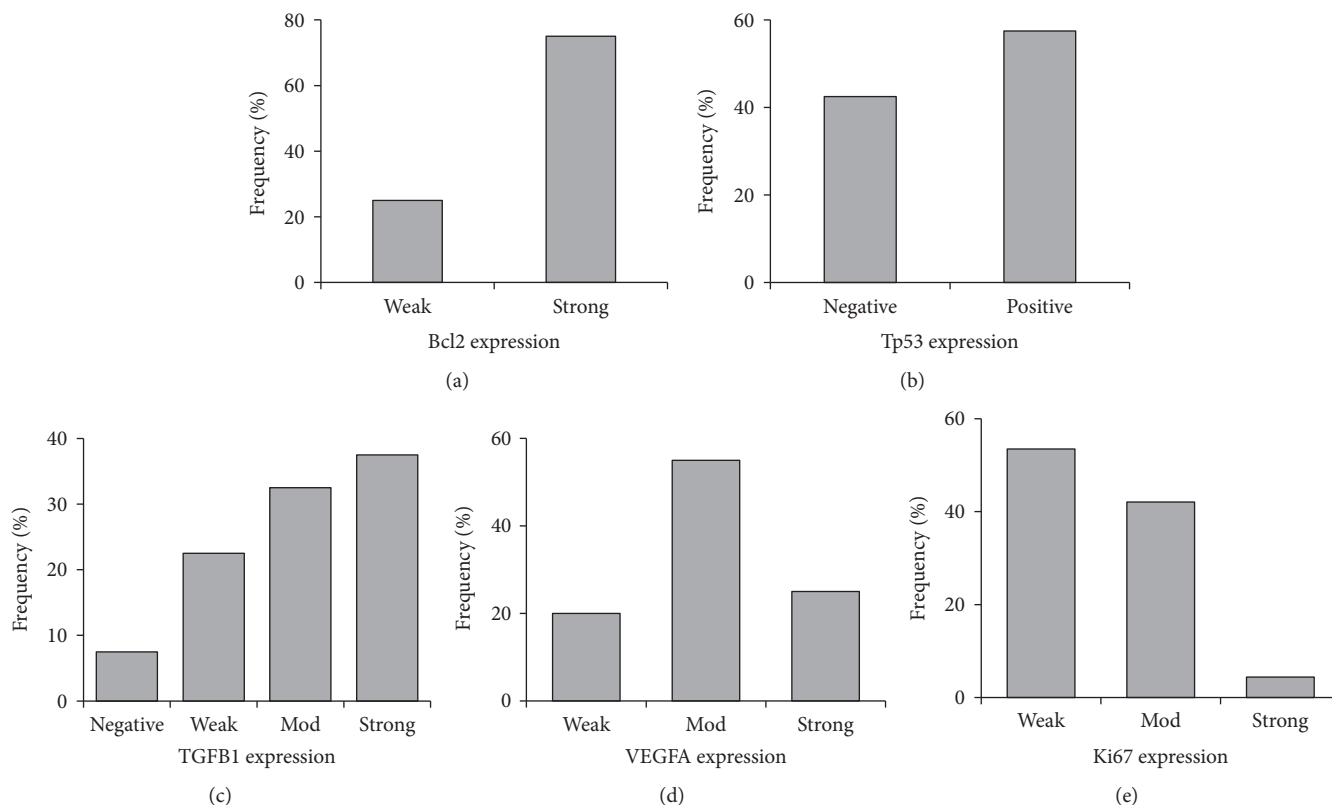 80
60
40
20
0
Frequency (%)
Weak
Strong
Bcl2 expression
(a)
60
40
20
0
Frequency (%)
Negative
Positive
Tp53 expression
(b)
40
30
20
10
0
Frequency (%)
Negative
Weak
Mod
Strong
TGFB1 expression
(c)
60
40
20
0
Frequency (%)
Weak
Mod
Strong
VEGFA expression
(d)
60
40
20
0
Frequency (%)
Weak
Mod
Strong
Ki67 expression
(e)